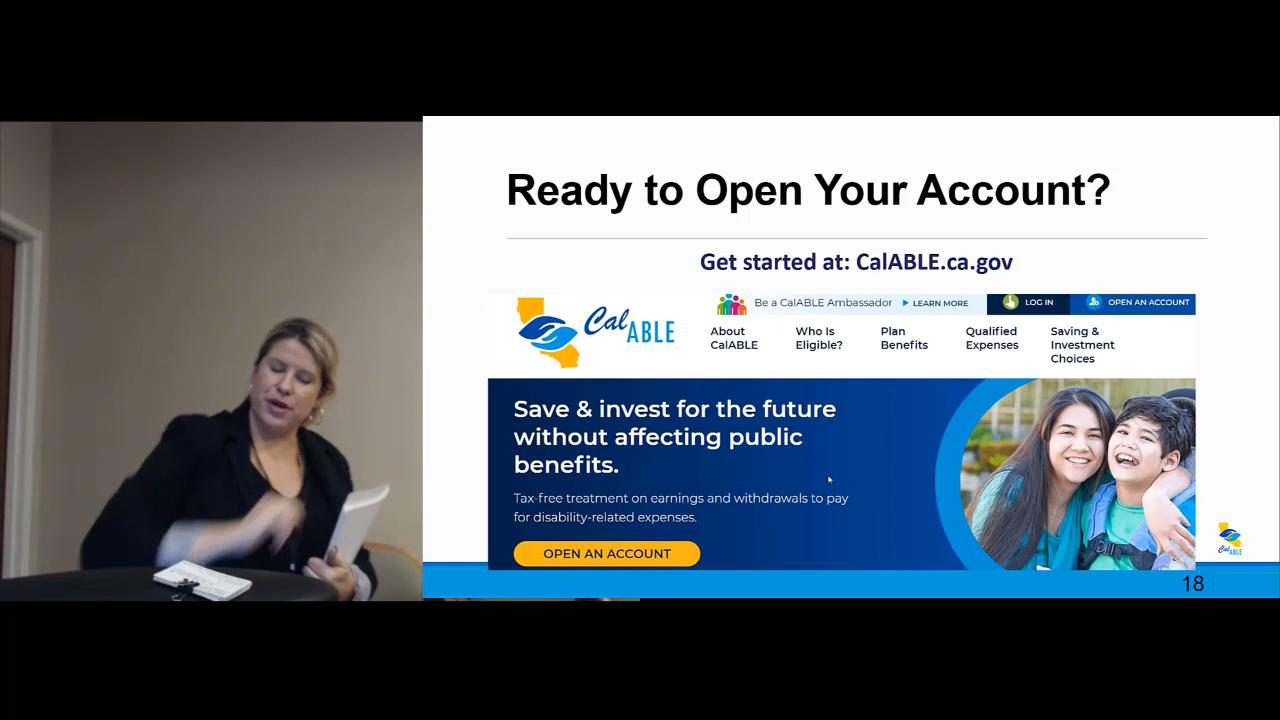 Ready to Open Your Account?
Get started at: CalABLE.ca.gov
Be a CalABLE Ambassador LEARN MORE LOG IN OPEN AN ACCOUNT
Cal ABLE
About CalABLE
Who Is Eligible?
Plan Benefits
Qualified Expenses
Saving & Investment Choices
Save & invest for the future
without affecting public
benefits.
Tax-free treatment on earnings and withdrawals to pay
for disability-related expenses.
OPEN AN ACCOUNT
Cal ABLE
18